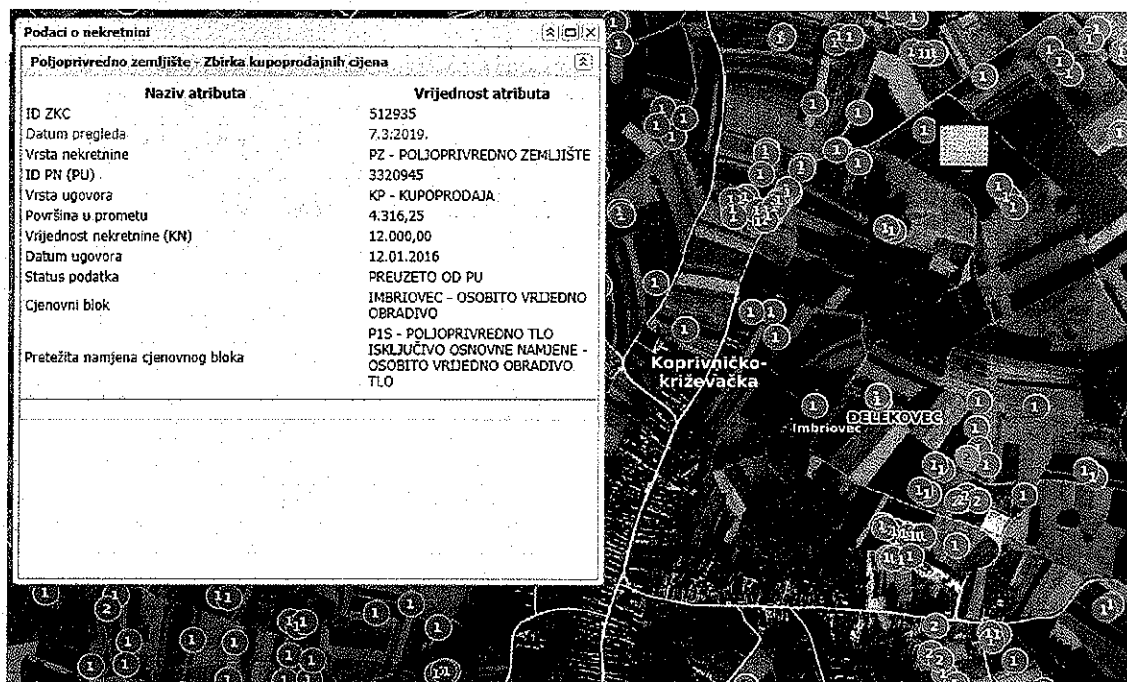 Podaci o nekretnini
Poljoprivredno zemljište - Zbirka kupoprodajnih cijena
Naziv atributa Vrijednost atributa
ID ZKC 512935
Datum pregleda 7.3.2019.
Vrsta nekretnine PZ - POLJOPRIVREDNO ZEMLJIŠTE
ID PN (PU) 3320945
Vrsta ugovora KP - KUPOPRODAJA
Površina u prometu 4.316,25
Vrijednost nekretnine (KN) 12.000,00
Datum ugovora 12.01.2016
Status podatka PREUZETO OD PU
Cjenovni blok IMBRIOVEC - OSOBITO VRIJEDNO
OBRADIVO
Pretežita namjena cjenovnog bloka P1S - POLJOPRIVREDNO TLO
ISKLJUČIVO OSNOVNE NAMJENE -
OSOBITO VRIJEDNO OBRADIVO
TLO
Koprivničko-
križevačka
Imbriovec
ĐELEKOVEC